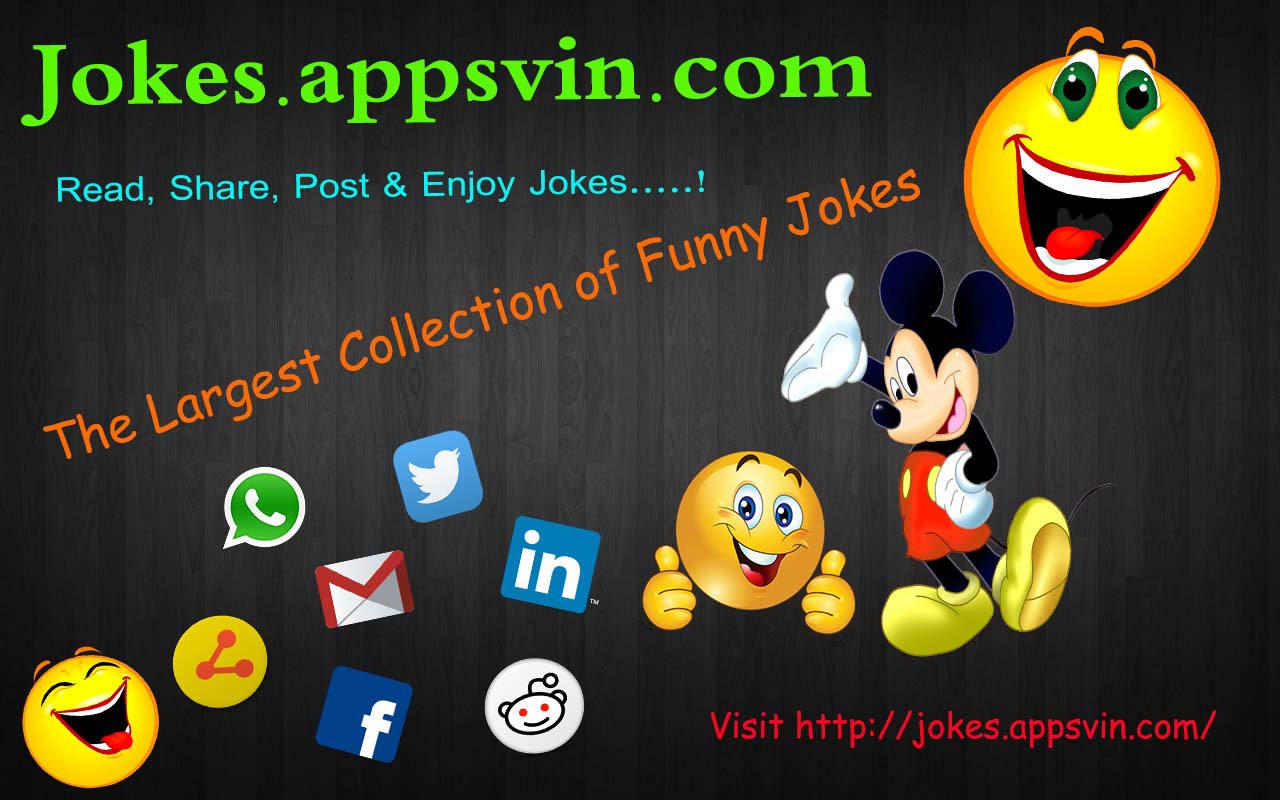 Jokes.appsvin.com
Read, Share, Post & Enjoy Jokes.....!
The Largest Collection of Funny Jokes
in™
f
Visit http://jokes.appsvin.com/